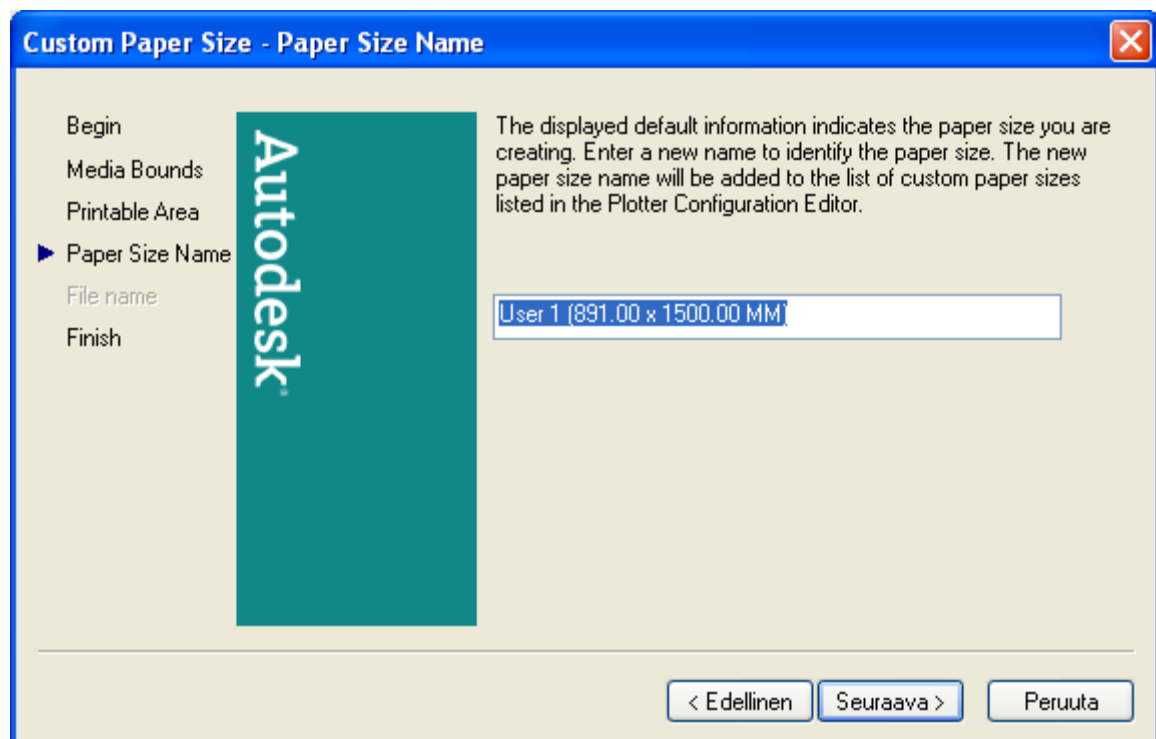 Custom Paper Size - Paper Size Name
Begin
Media Bounds
Printable Area
Paper Size Name
File name
Finish
Autodesk
The displayed default information indicates the paper size you are
creating. Enter a new name to identify the paper size. The new
paper size name will be added to the list of custom paper sizes
listed in the Plotter Configuration Editor.
User 1 (891.00 x 1500.00 MM)
< Edellinen
Seuraava >
Peruuta